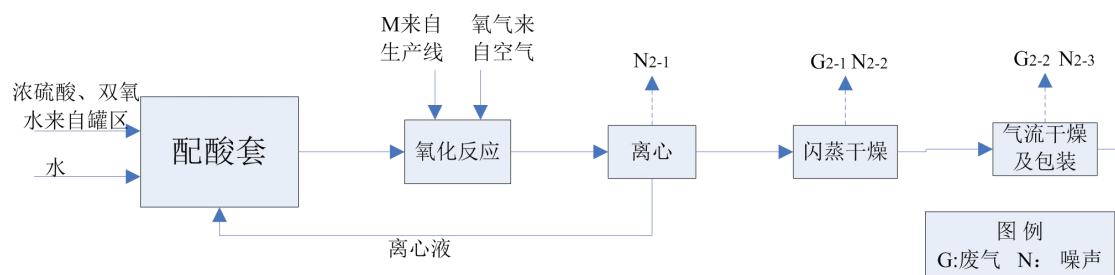 M来自
生产线
氧气来
自空气
N2-1
G2-1 N2-2
G2-2 N2-3
浓硫酸、双氧
水来自罐区
水
配酸套
氧化反应
离心
闪蒸干燥
气流干燥
及包装
离心液
图 例
G:废气 N： 噪声